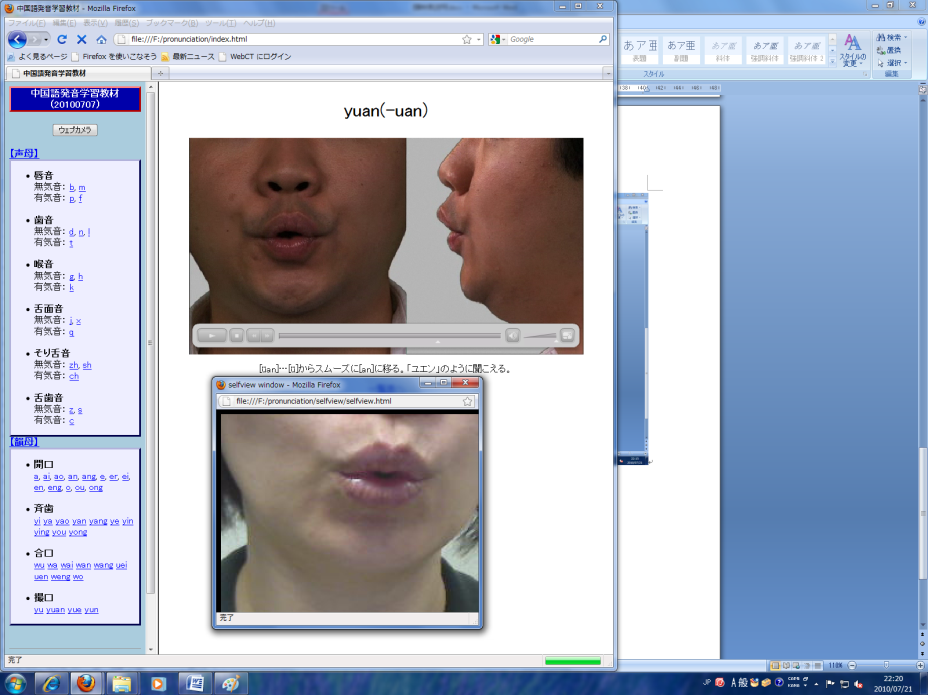 中国語発音学習教材 - Mozilla Firefox
ファイル(F) 編集(E) 表示(V) 履歴(S) ブックマーク(B) ツール(T) ヘルプ(H)
file:///F:/pronunciation/index.html
Google
よく見るページ Firefox を使いこなそう 最新ニュース WebCT にログイン
中国語発音学習教材
中国語発音学習教材
(20100707)
ウェブカメラ
【声母】
• 唇音
無気音: b, m
有気音: p, f
• 歯音
無気音: d, n, l
有気音: t
• 喉音
無気音: g, h
有気音: k
• 舌面音
無気音: j, x
有気音: q
• そり舌音
無気音: zh, sh
有気音: ch
• 舌歯音
無気音: z, s
有気音: c
【韻母】
• 開口
a, ai, ao, an, ang, e, er, ei,
en, eng, o, ou, ong
• 斉歯
yi ya yao yan yang ye yin
ying you yong
• 合口
wu wa wai wan wang uei
uen weng wo
• 撮口
yu yuan yue yun
完了
yuan(-uan)
[üan]…[ü]からスムーズに[an]に移る。「ユエン」のように聞こえる。
selfview window - Mozilla Firefox
file:///F:/pronunciation/selfview/selfview.html
完了
あア亜 あア亜 あア亜 あア亜 あア亜
表題 副題 斜体 強調斜体 強調斜体 2
スタイルの
変更
検索
置換
選択
スタイル
編集
110%
JP
A 般
CAPS
KANA
22:20
2010/07/21